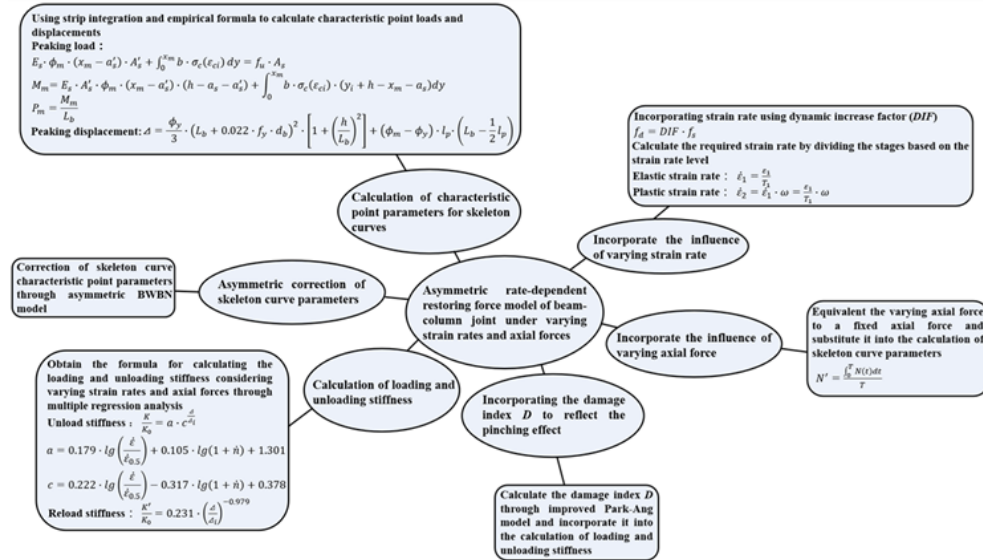 Using strip integration and empirical formula to calculate characteristic point loads and
displacements
Peaking load：
E_s · ϕ_m · (x_m − a′_s) · A′_s + ∫_0^{x_m} b · σ_c(ε_{ci}) dy = f_u · A_s
M_m = E_s · A′_s · ϕ_m · (x_m − a′_s) · (h − a_s − a′_s) + ∫_0^{x_m} b · σ_c(ε_{ci}) · (y_i + h − x_m − a_s)dy
P_m = M_m / L_b
Peaking displacement: Δ = ϕ_y/3 · (L_b + 0.022 · f_y · d_b)^2 · [1 + (h/L_b)^2] + (ϕ_m − ϕ_y) · l_p · (L_b − 1/2 l_p)
Incorporating strain rate using dynamic increase factor (DIF)
f_d = DIF · f_s
Calculate the required strain rate by dividing the stages based on the
strain rate level
Elastic strain rate： ε̇_1 = ε_1/T_1
Plastic strain rate： ε̇_2 = ε̇_1 · ω = ε_1/T_1 · ω
Calculation of characteristic
point parameters for skeleton
curves
Incorporate the influence
of varying strain rate
Correction of skeleton curve
characteristic point parameters
through asymmetric BWBN
model
Asymmetric correction of
skeleton curve parameters
Asymmetric rate-dependent
restoring force model of beam-
column joint under varying
strain rates and axial forces
Incorporate the influence of
varying axial force
Equivalent the varying axial force
to a fixed axial force and
substitute it into the calculation of
skeleton curve parameters
N′ = ∫_0^T N(t)dt / T
Obtain the formula for calculating the
loading and unloading stiffness considering
varying strain rates and axial forces through
multiple regression analysis
Unload stiffness： K/K_0 = a · c^{Δ/Δ_i}
a = 0.179 · lg(ε̇/ε̇_{0.5}) + 0.105 · lg(1 + ṅ) + 1.301
c = 0.222 · lg(ε̇/ε̇_{0.5}) − 0.317 · lg(1 + ṅ) + 0.378
Reload stiffness： K′/K_0 = 0.231 · (Δ/Δ_i)^{−0.979}
Calculation of loading and
unloading stiffness
Incorporating the damage
index D to reflect the
pinching effect
Calculate the damage index D
through improved Park-Ang
model and incorporate it into
the calculation of loading and
unloading stiffness